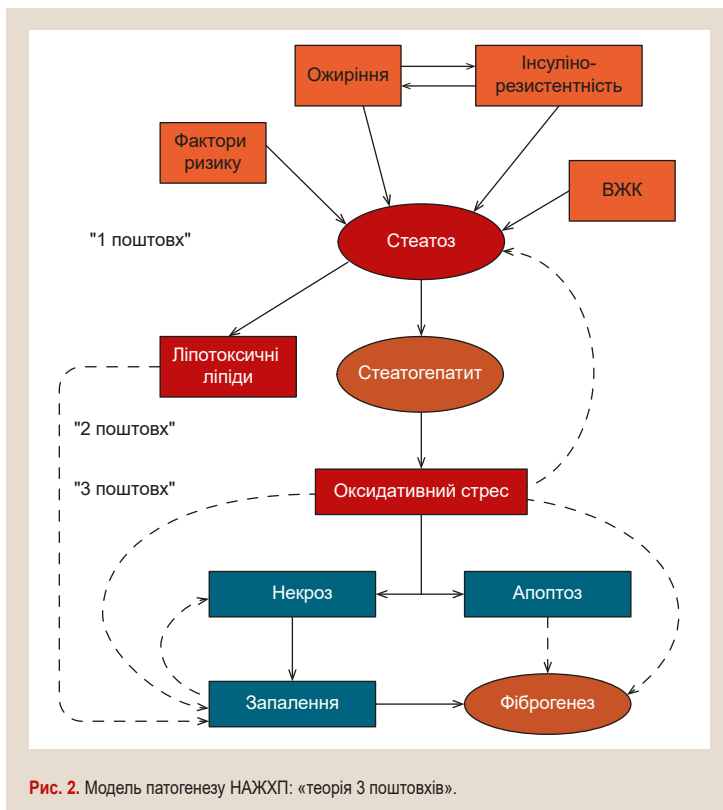 Ожиріння
Інсуліно-
резистентність
Фактори
ризику
ВЖК
"1 поштовх"
Стеатоз
Ліпотоксичні
ліпіди
Стеатогепатит
"2 поштовх"
"3 поштовх"
Оксидативний стрес
Некроз
Апоптоз
Запалення
Фіброгенез
Рис. 2. Модель патогенезу НАЖХП: «теорія 3 поштовхів».